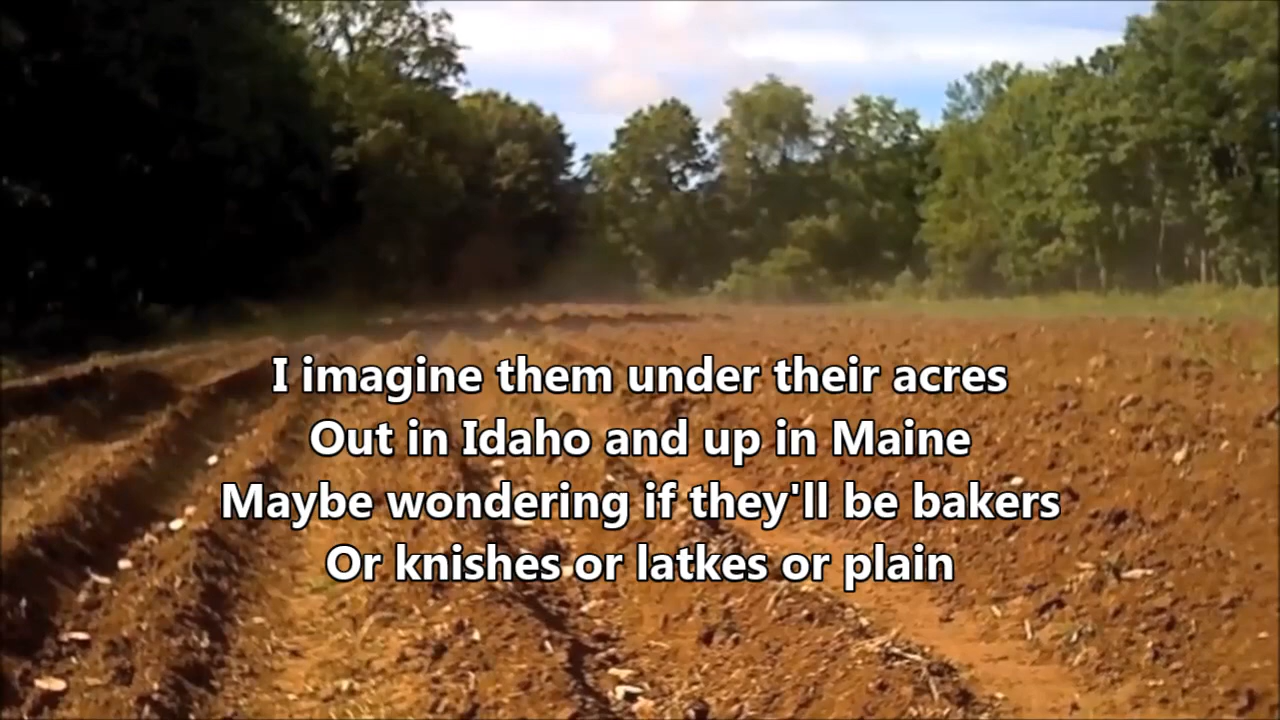 I imagine them under their acres
Out in Idaho and up in Maine
Maybe wondering if they'll be bakers
Or knishes or latkes or plain